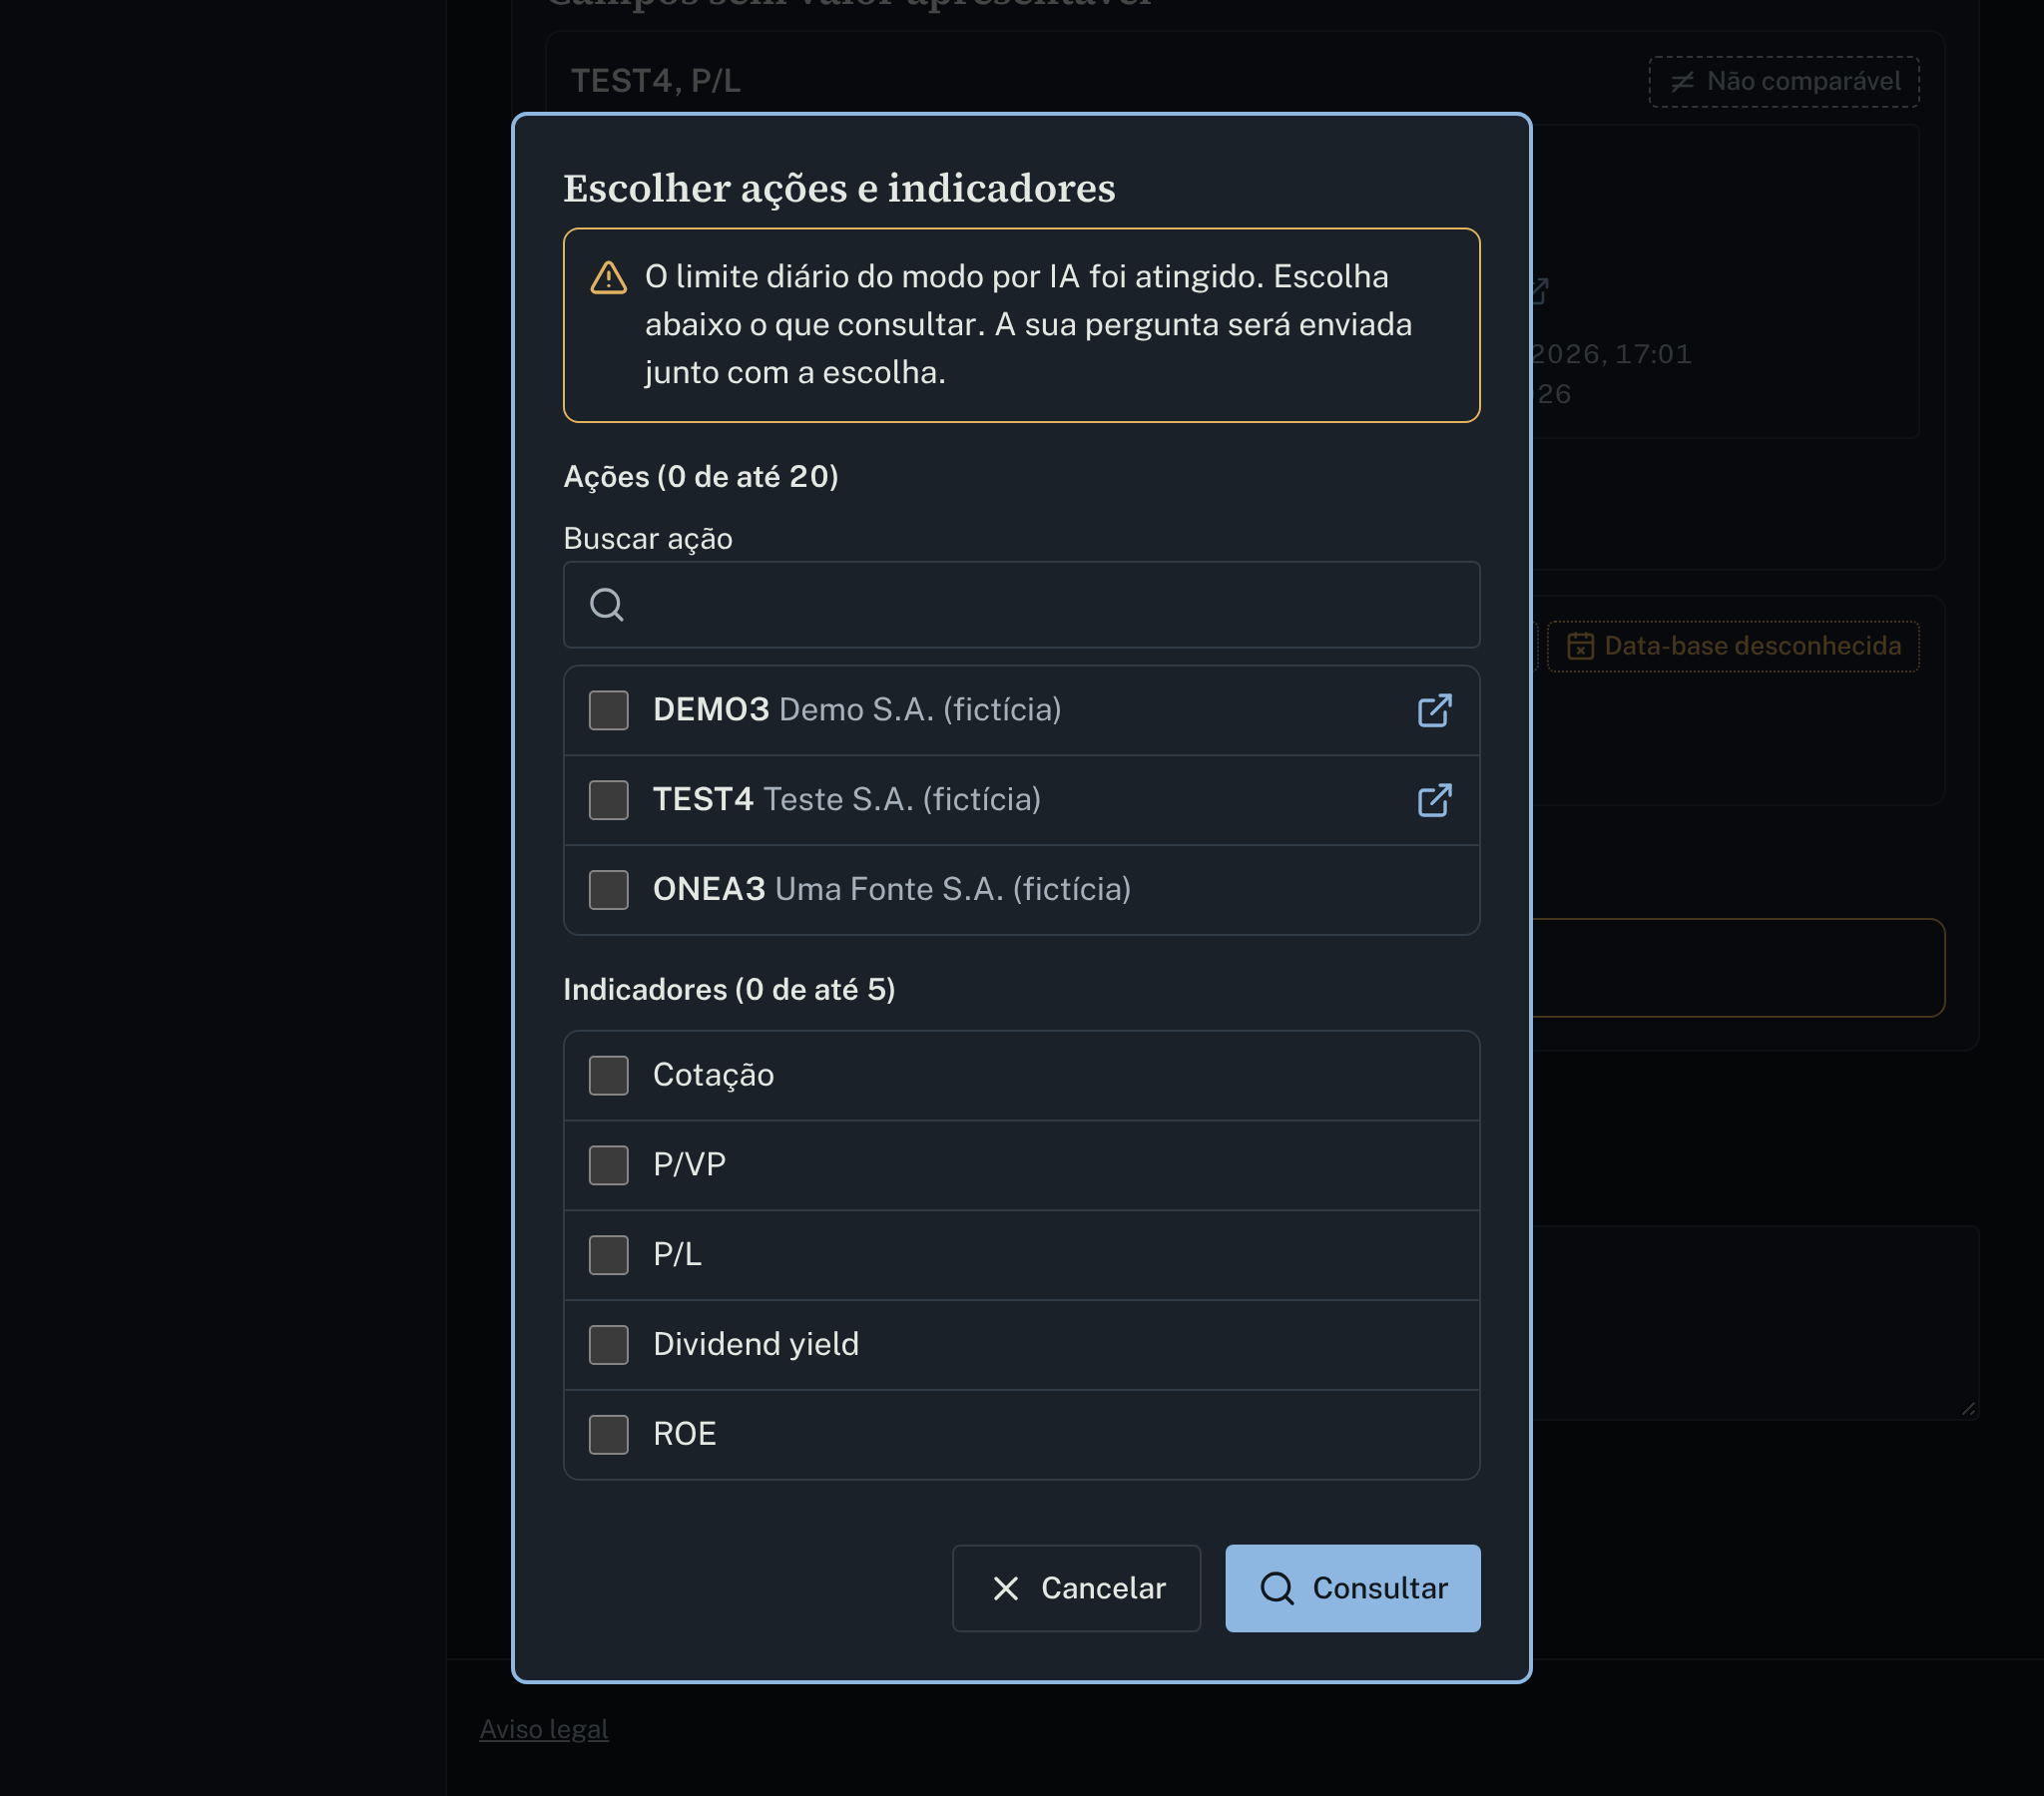 TEST4, P/L
Não comparável
Escolher ações e indicadores
O limite diário do modo por IA foi atingido. Escolha
abaixo o que consultar. A sua pergunta será enviada
junto com a escolha.
2026, 17:01
26
Ações (0 de até 20)
Buscar ação
Data-base desconhecida
DEMO3 Demo S.A. (fictícia)
TEST4 Teste S.A. (fictícia)
ONEA3 Uma Fonte S.A. (fictícia)
Indicadores (0 de até 5)
Cotação
P/VP
P/L
Dividend yield
ROE
Cancelar
Consultar
Aviso legal